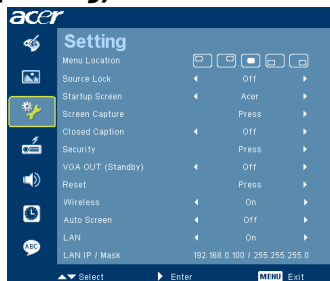 acer
Setting
Menu Location
Source Lock Off
Startup Screen Acer
Screen Capture Press
Closed Caption Off
Security Press
VGA OUT (Standby) Off
Reset Press
Wireless On
Auto Screen Off
LAN On
LAN IP / Mask 192.168.0.100 / 255.255.255.0
ABC
Select Enter MENU Exit